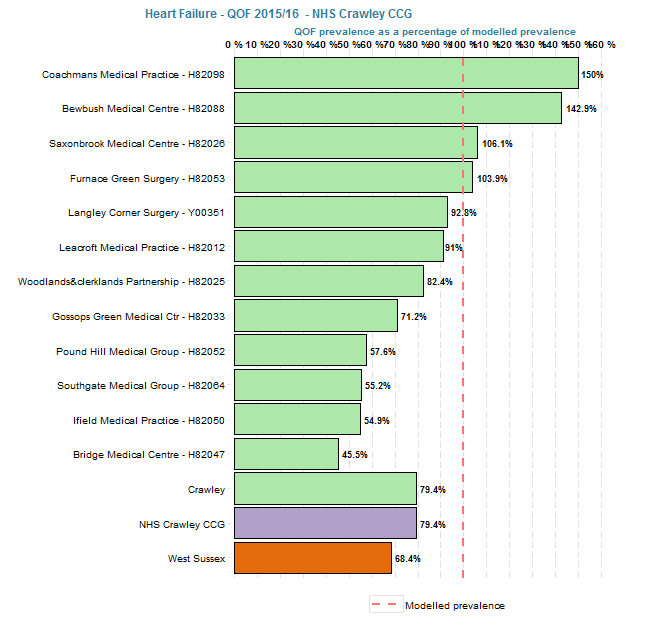 Heart Failure - QOF 2015/16 - NHS Crawley CCG
QOF prevalence as a percentage of modelled prevalence
0 % 10 % 20 % 30 % 40 % 50 % 60 % 70 % 80 % 90 % 100 % 110 % 120 % 130 % 140 % 150 % 160 %
Coachmans Medical Practice - H82098 150%
Bewbush Medical Centre - H82088 142.9%
Saxonbrook Medical Centre - H82026 106.1%
Furnace Green Surgery - H82053 103.9%
Langley Corner Surgery - Y00351 92.8%
Leacroft Medical Practice - H82012 91%
Woodlands&clerklands Partnership - H82025 82.4%
Gossops Green Medical Ctr - H82033 71.2%
Pound Hill Medical Group - H82052 57.6%
Southgate Medical Group - H82064 55.2%
Ifield Medical Practice - H82050 54.9%
Bridge Medical Centre - H82047 45.5%
Crawley 79.4%
NHS Crawley CCG 79.4%
West Sussex 68.4%
Modelled prevalence